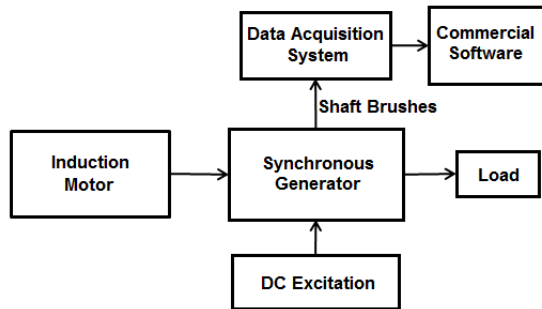 Data Acquisition
System
Commercial
Software
Shaft Brushes
Induction
Motor
Synchronous
Generator
Load
DC Excitation